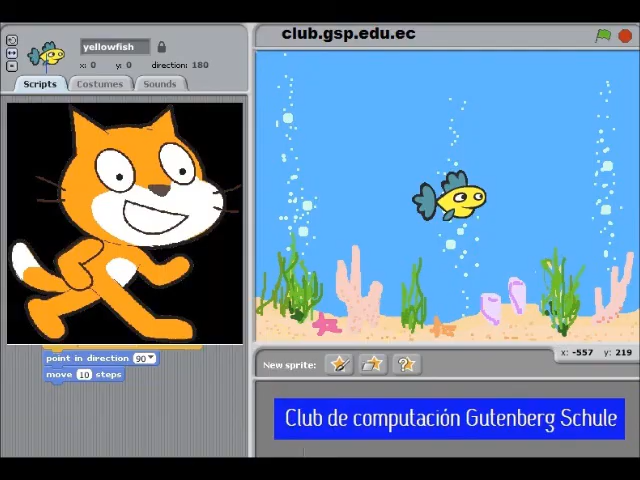 club.gsp.edu.ec
yellowfish
x: 0 y: 0 direction: 180
Scripts Costumes Sounds
point in direction 90
move 10 steps
x: -557 y: 219
New sprite:
Club de computación Gutenberg Schule